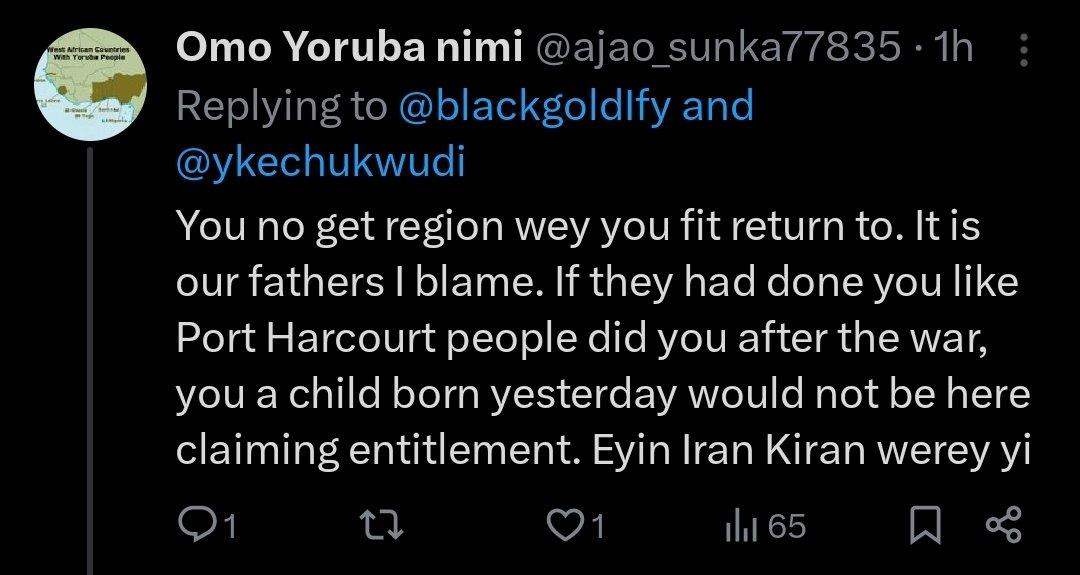 West African Countries
With Yoruba People
Omo Yoruba nimi @ajao_sunka77835 · 1h
Replying to @blackgoldIfy and
@ykechukwudi
You no get region wey you fit return to. It is
our fathers I blame. If they had done you like
Port Harcourt people did you after the war,
you a child born yesterday would not be here
claiming entitlement. Eyin Iran Kiran werey yi
1 1 65